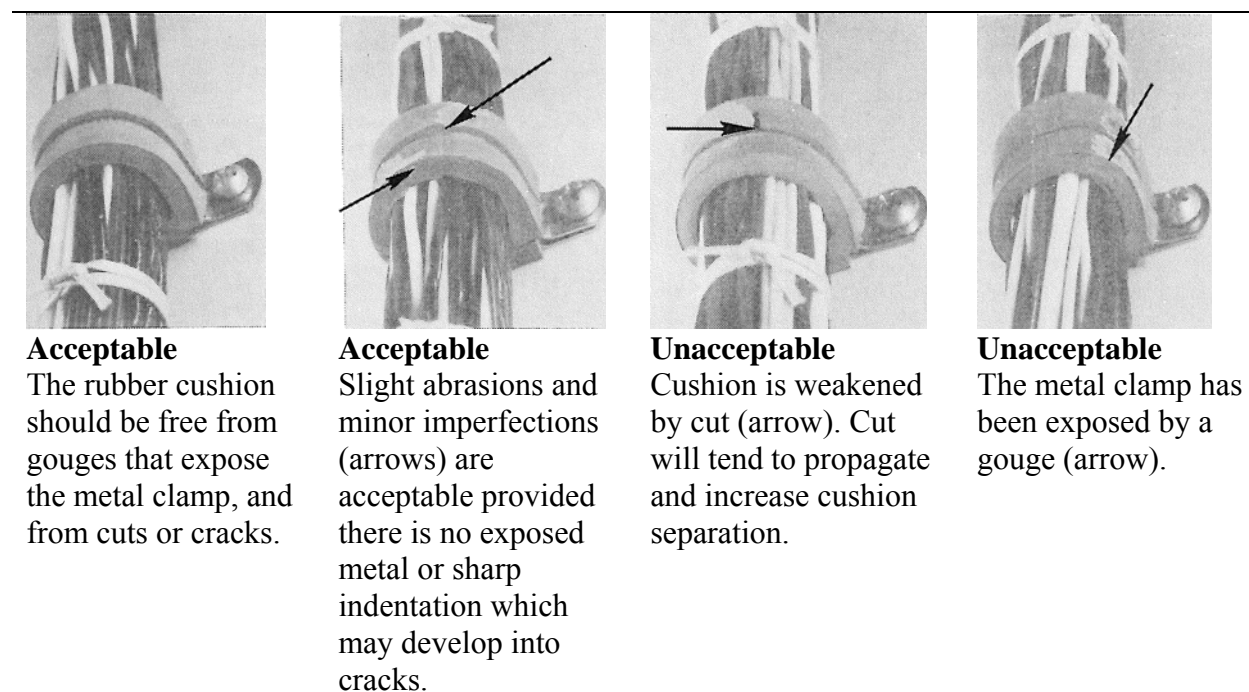 Acceptable
The rubber cushion
should be free from
gouges that expose
the metal clamp, and
from cuts or cracks.
Acceptable
Slight abrasions and
minor imperfections
(arrows) are
acceptable provided
there is no exposed
metal or sharp
indentation which
may develop into
cracks.
Unacceptable
Cushion is weakened
by cut (arrow). Cut
will tend to propagate
and increase cushion
separation.
Unacceptable
The metal clamp has
been exposed by a
gouge (arrow).